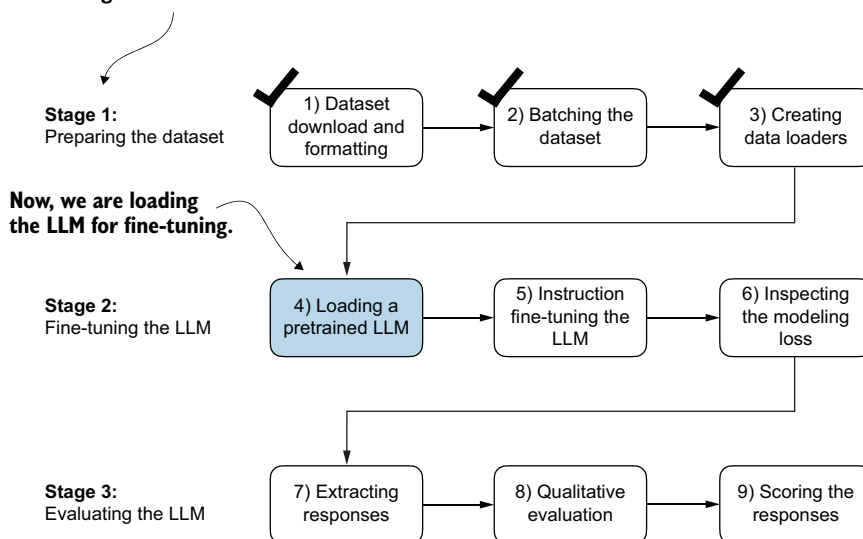 Stage 1:
Preparing the dataset
1) Dataset
download and
formatting
2) Batching the
dataset
3) Creating
data loaders
Now, we are loading
the LLM for fine-tuning.
Stage 2:
Fine-tuning the LLM
4) Loading a
pretrained LLM
5) Instruction
fine-tuning the
LLM
6) Inspecting
the modeling
loss
Stage 3:
Evaluating the LLM
7) Extracting
responses
8) Qualitative
evaluation
9) Scoring the
responses